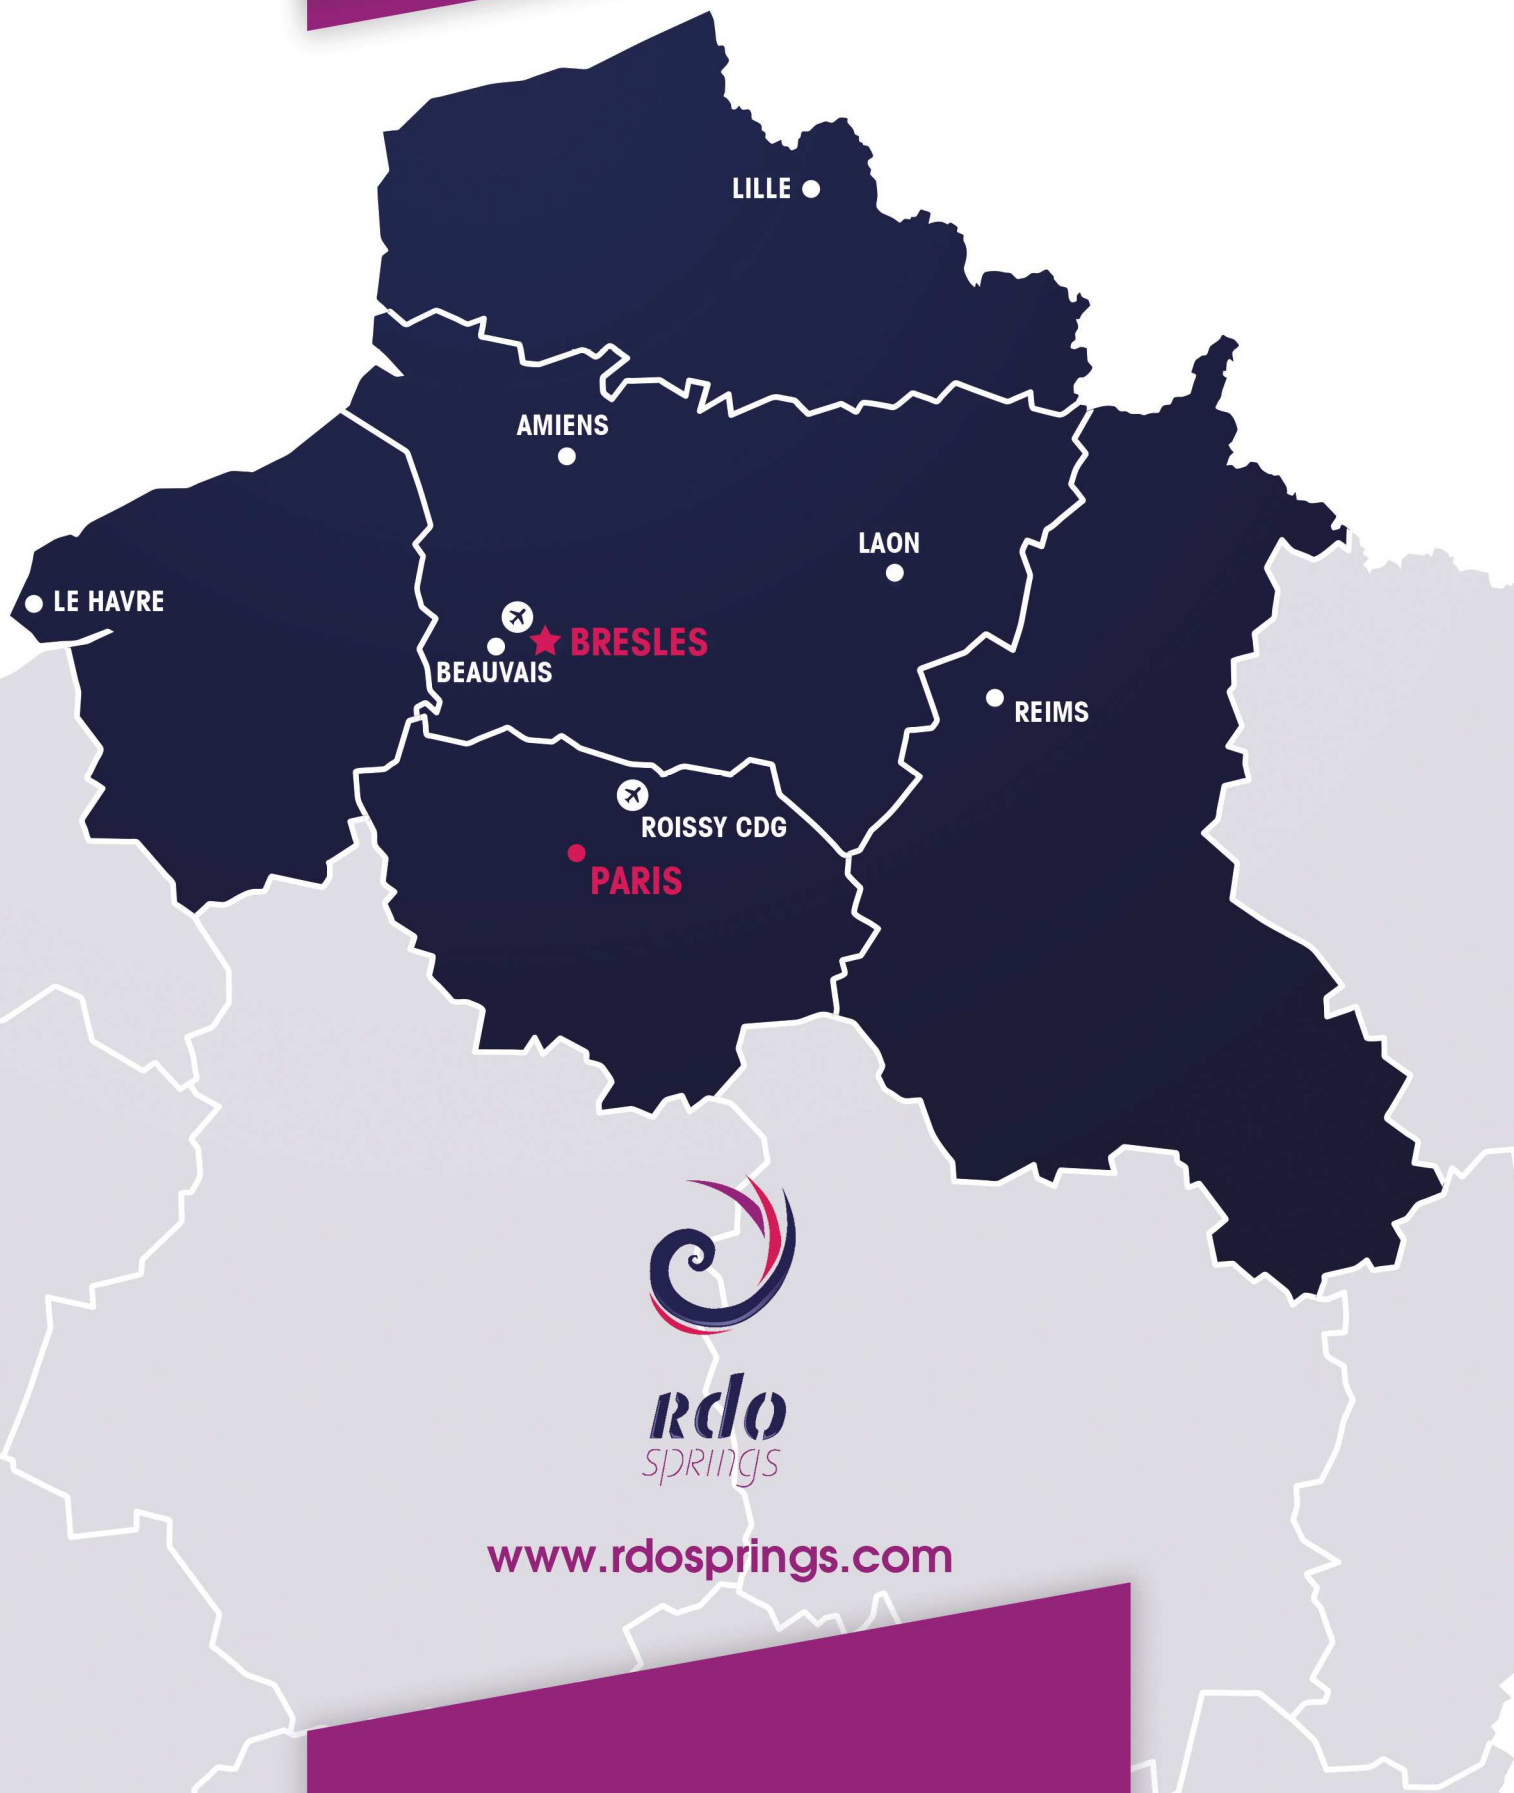 LILLE
AMIENS
LAON
LE HAVRE
BRESLES
BEAUVAIS
REIMS
ROISSY CDG
PARIS
rdo
springs
www.rdosprings.com